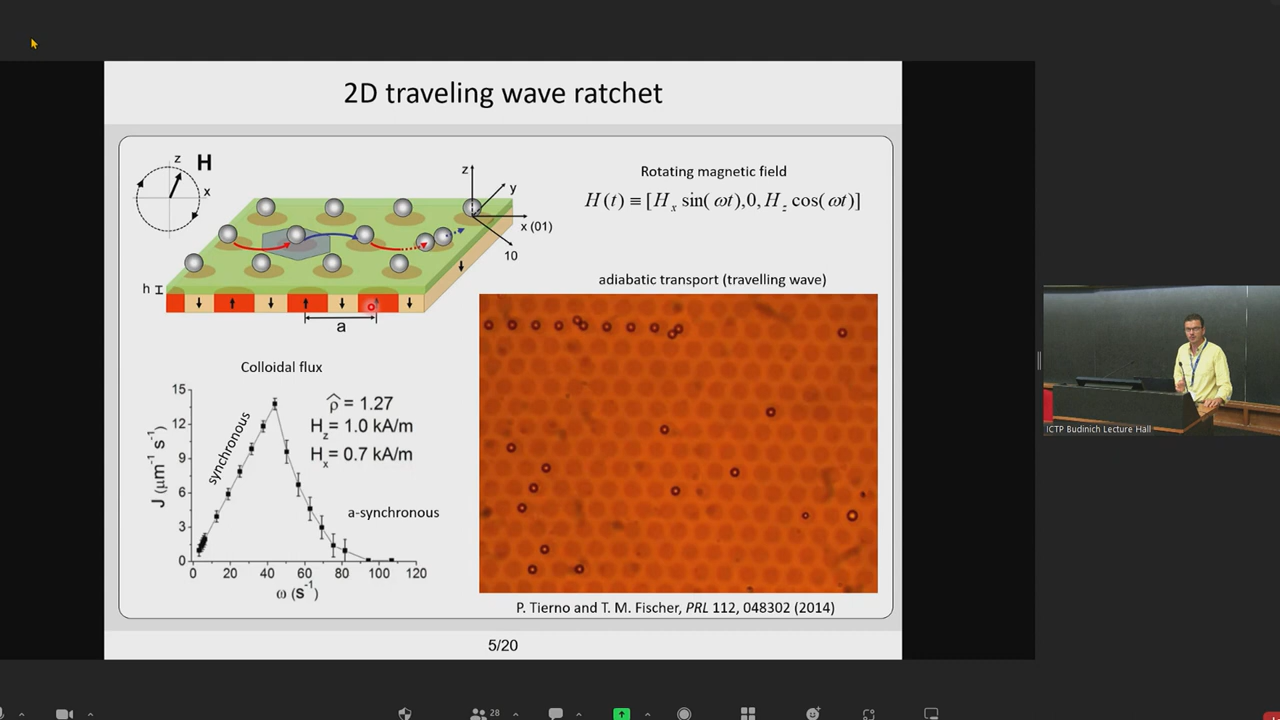 2D traveling wave ratchet
z
H
x
z
y
x (01)
10
h
a
Rotating magnetic field
H(t) ≡ [H_x sin(ωt),0,H_z cos(ωt)]
adiabatic transport (travelling wave)
Colloidal flux
15
12
9
6
3
0
J (μm⁻¹ s⁻¹)
synchronous
ρ̂ = 1.27
H_z = 1.0 kA/m
H_x = 0.7 kA/m
a-synchronous
0 20 40 60 80 100 120
ω (s⁻¹)
P. Tierno and T. M. Fischer, PRL 112, 048302 (2014)
5/20
ICTP Budinich Lecture Hall
28